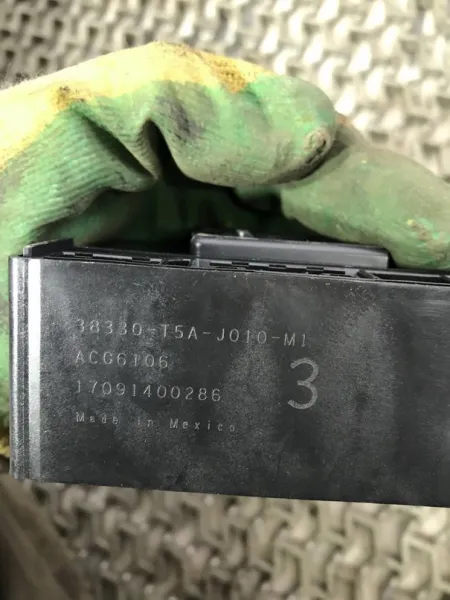 38330-T5A-J010-M1
ACG6106
17091400286
Made in Mexico
3